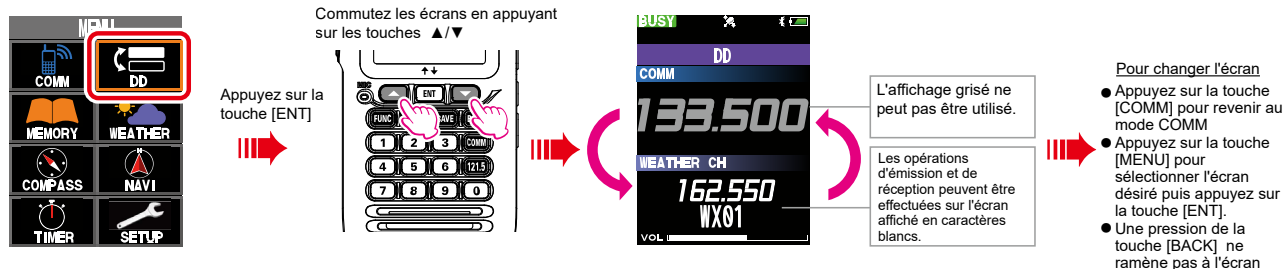 MENU
COMM
DD
MEMORY
WEATHER
COMPASS
NAVI
TIMER
SETUP
Appuyez sur la
touche [ENT]
Commutez les écrans en appuyant
sur les touches ▲/▼
MIC
ENT
FUNC
1
2
3
COMM
4
5
6
121.5
7
8
9
0
BUSY
DD
COMM
133.500
WEATHER CH
162.550
WX01
VOL
L'affichage grisé ne
peut pas être utilisé.
Les opérations
d'émission et de
réception peuvent être
effectuées sur l'écran
affiché en caractères
blancs.
Pour changer l'écran
● Appuyez sur la touche
[COMM] pour revenir au
mode COMM
● Appuyez sur la touche
[MENU] pour
sélectionner l'écran
désiré puis appuyez sur
la touche [ENT].
● Une pression de la
touche [BACK] ne
ramène pas à l'écran